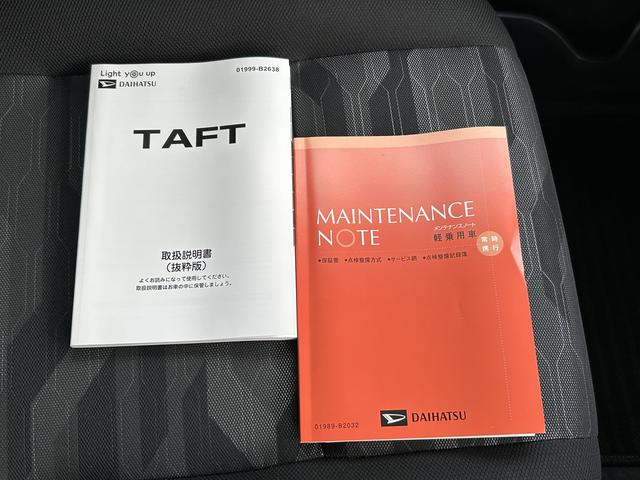 Light you up
01999-B2638
DAIHATSU
TAFT
取扱説明書
（抜粋版）
よくお読みになって使用してください。
取扱説明書はお車の中に保管しましょう。
MAINTENANCE
NOTE
メンテナンスノート
軽乗用車
常時
携行
●保証書 ●点検整備方式 ●サービス網 ●点検整備記録簿
01989-B2032
DAIHATSU